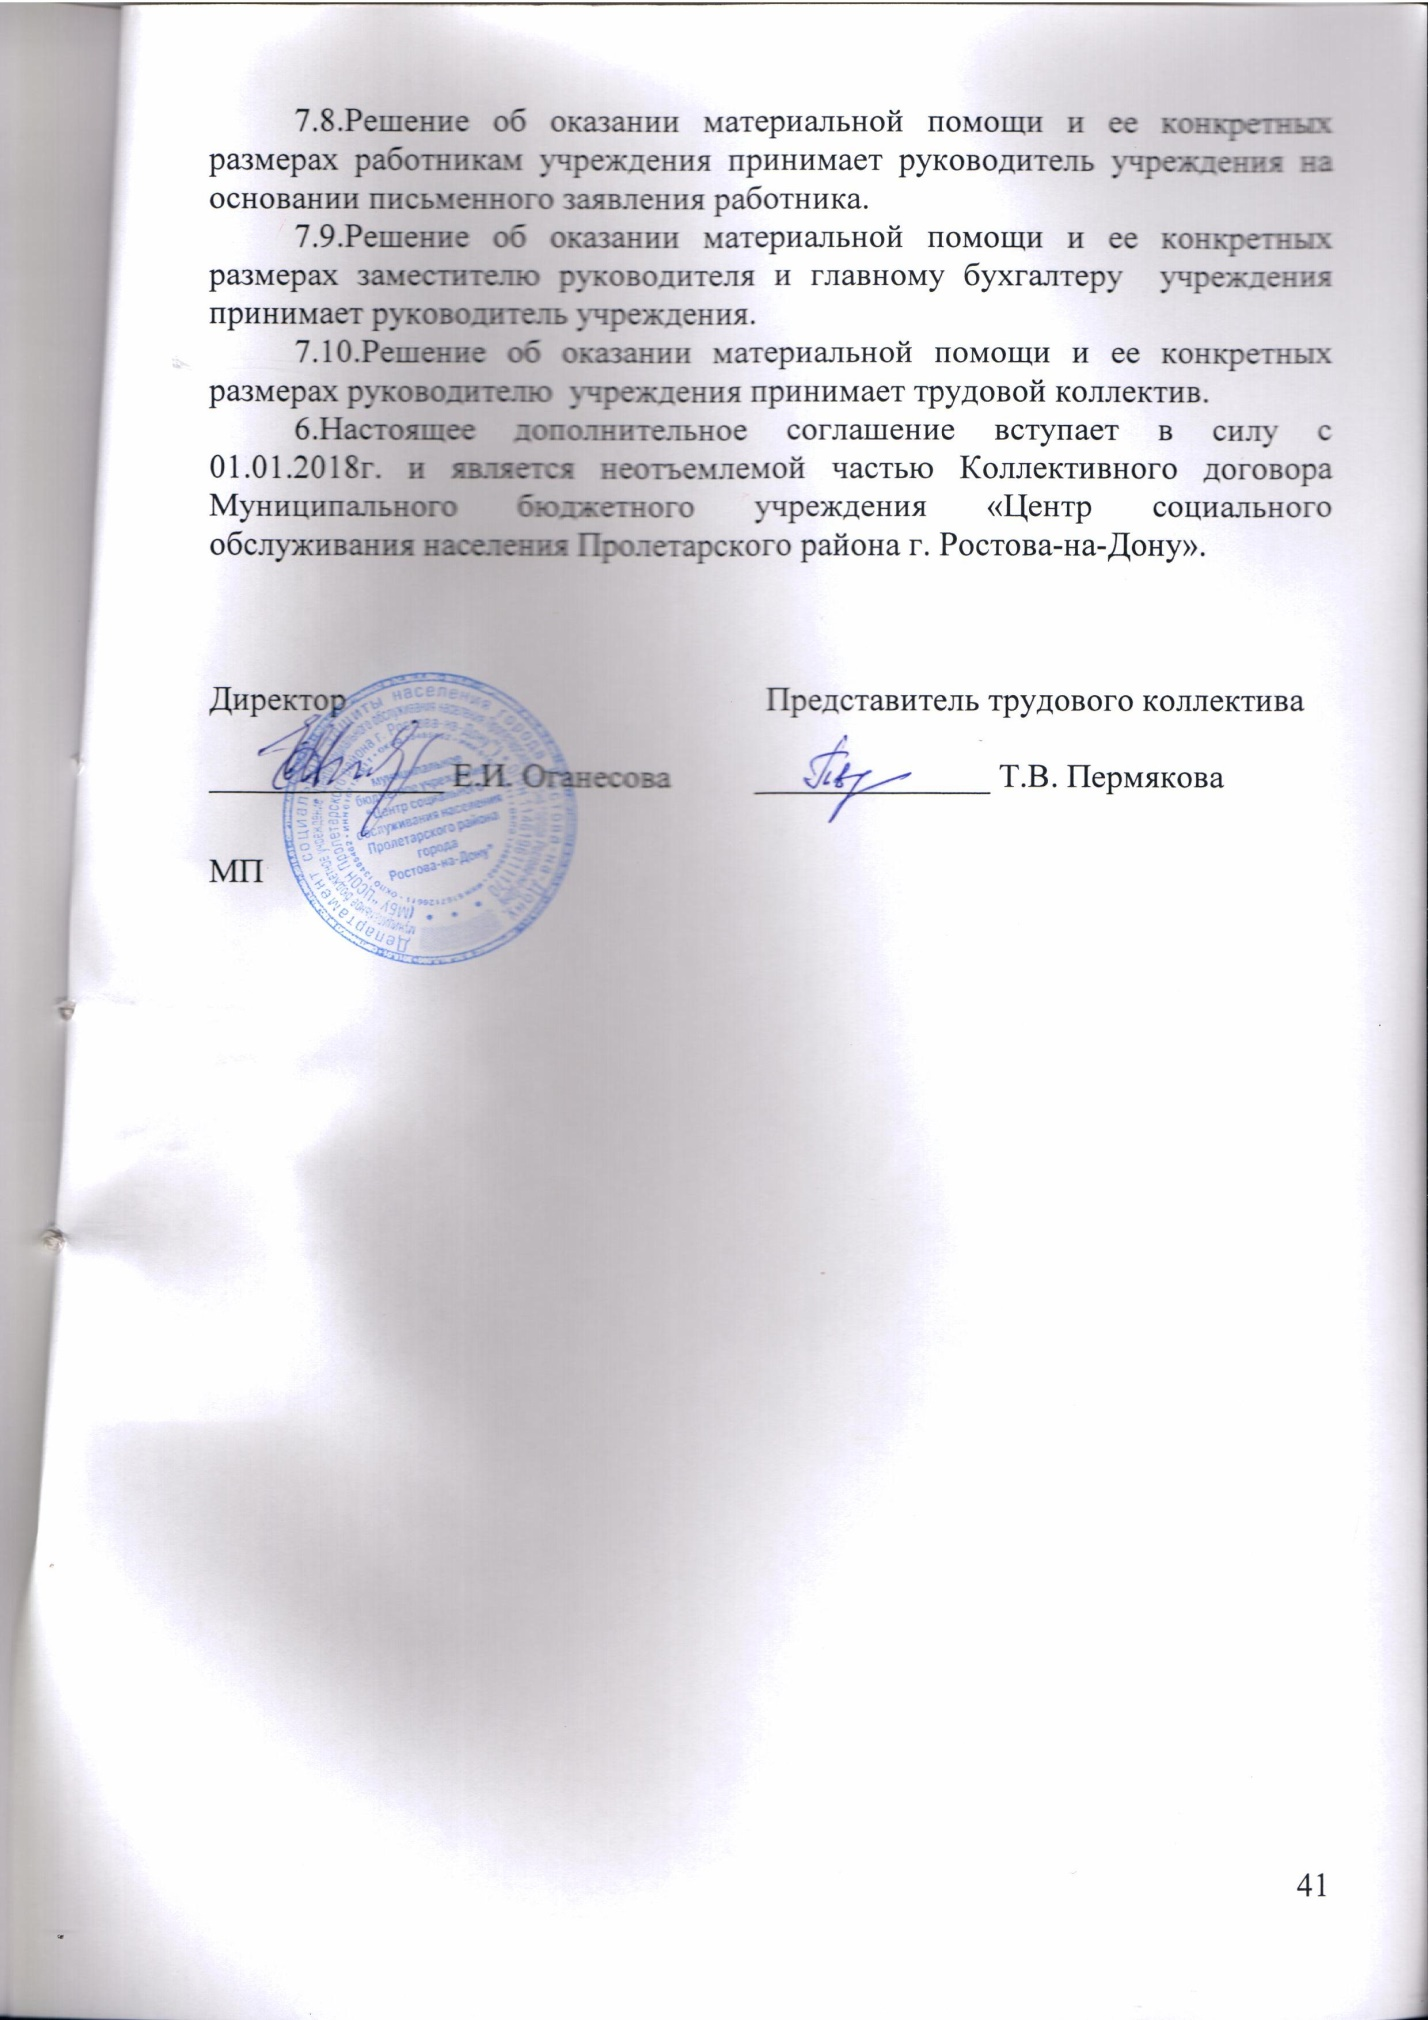 7.8.Решение об оказании материальной помощи и ее конкретных
размерах работникам учреждения принимает руководитель учреждения на
основании письменного заявления работника.
7.9.Решение об оказании материальной помощи и ее конкретных
размерах заместителю руководителя и главному бухгалтеру учреждения
принимает руководитель учреждения.
7.10.Решение об оказании материальной помощи и ее конкретных
размерах руководителю учреждения принимает трудовой коллектив.
6.Настоящее дополнительное соглашение вступает в силу с
01.01.2018г. и является неотъемлемой частью Коллективного договора
Муниципального бюджетного учреждения «Центр социального
обслуживания населения Пролетарского района г. Ростова-на-Дону».
Директор Представитель трудового коллектива
Е.И. Оганесова Т.В. Пермякова
МП
Муниципальное
"Центр социального
обслуживания населения
Пролетарского района
города
Ростова-на-Дону"
41